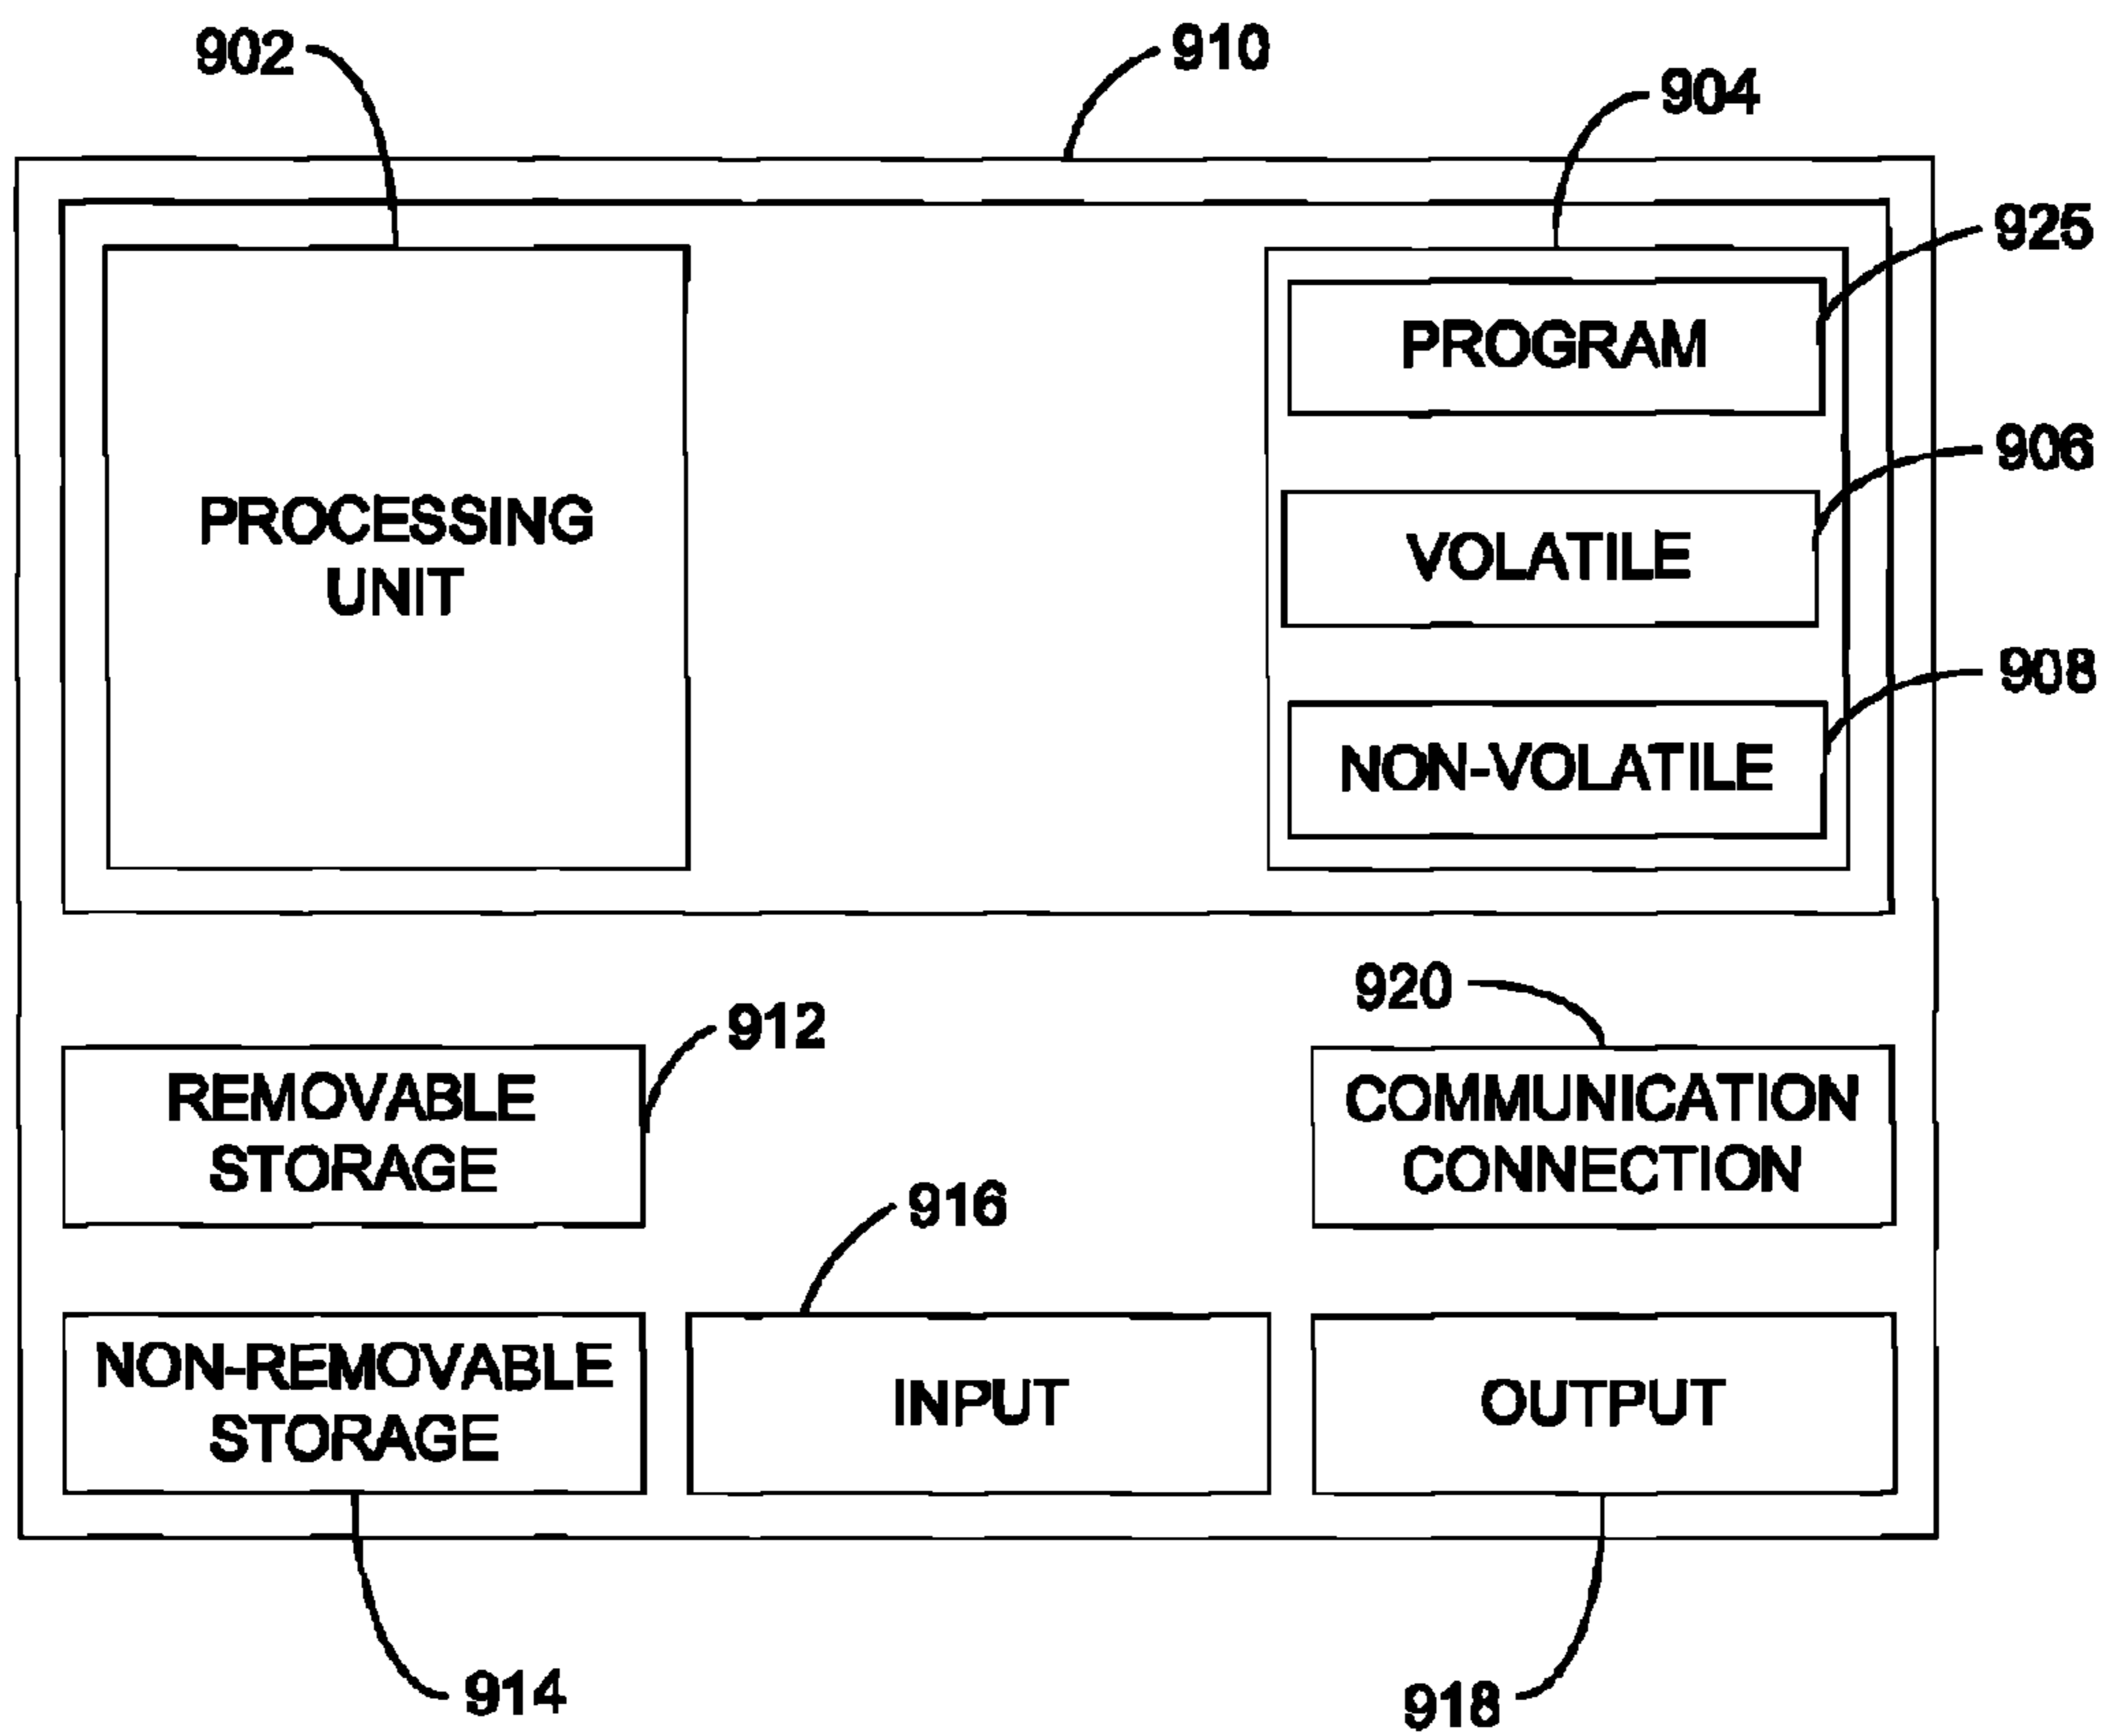 902
910
904
925
PROGRAM
906
PROCESSING
UNIT
VOLATILE
908
NON-VOLATILE
920
912
REMOVABLE
STORAGE
COMMUNICATION
CONNECTION
916
NON-REMOVABLE
STORAGE
INPUT
OUTPUT
914
918